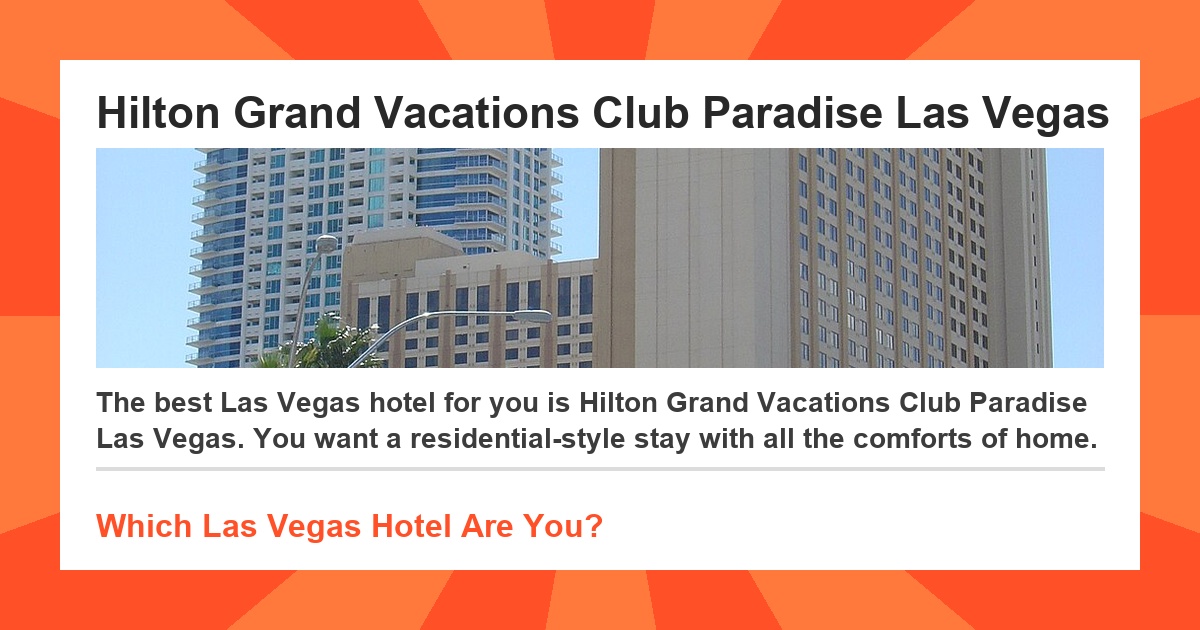 Hilton Grand Vacations Club Paradise Las Vegas
The best Las Vegas hotel for you is Hilton Grand Vacations Club Paradise
Las Vegas. You want a residential-style stay with all the comforts of home.
Which Las Vegas Hotel Are You?